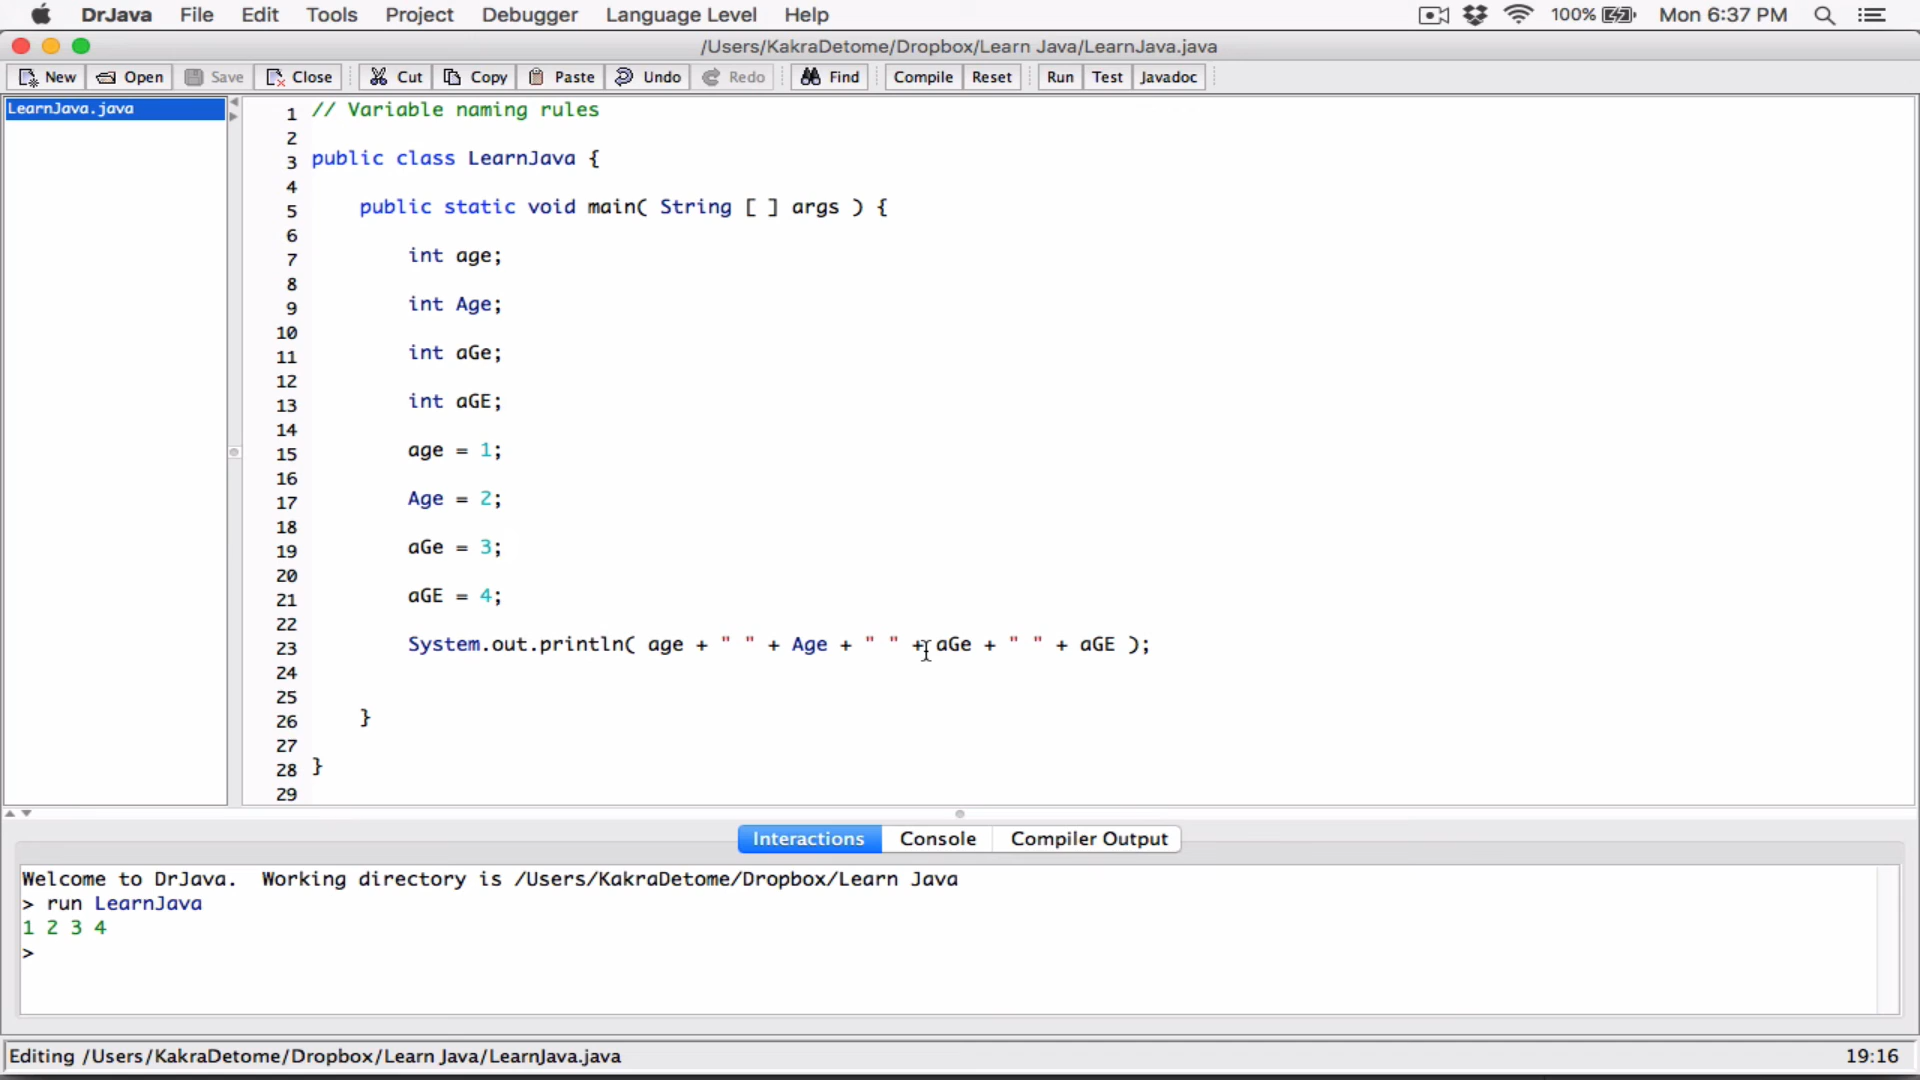 DrJava File Edit Tools Project Debugger Language Level Help 100% Mon 6:37 PM
/Users/KakraDetome/Dropbox/Learn Java/LearnJava.java
New Open Save Close Cut Copy Paste Undo Redo Find Compile Reset Run Test Javadoc
LearnJava.java
1 // Variable naming rules
2
3 public class LearnJava {
4
5 public static void main( String [ ] args ) {
6
7 int age;
8
9 int Age;
10
11 int aGe;
12
13 int aGE;
14
15 age = 1;
16
17 Age = 2;
18
19 aGe = 3;
20
21 aGE = 4;
22
23 System.out.println( age + " " + Age + " " + aGe + " " + aGE );
24
25
26 }
27
28 }
29
Interactions Console Compiler Output
Welcome to DrJava. Working directory is /Users/KakraDetome/Dropbox/Learn Java
> run LearnJava
1 2 3 4
>
Editing /Users/KakraDetome/Dropbox/Learn Java/LearnJava.java 19:16